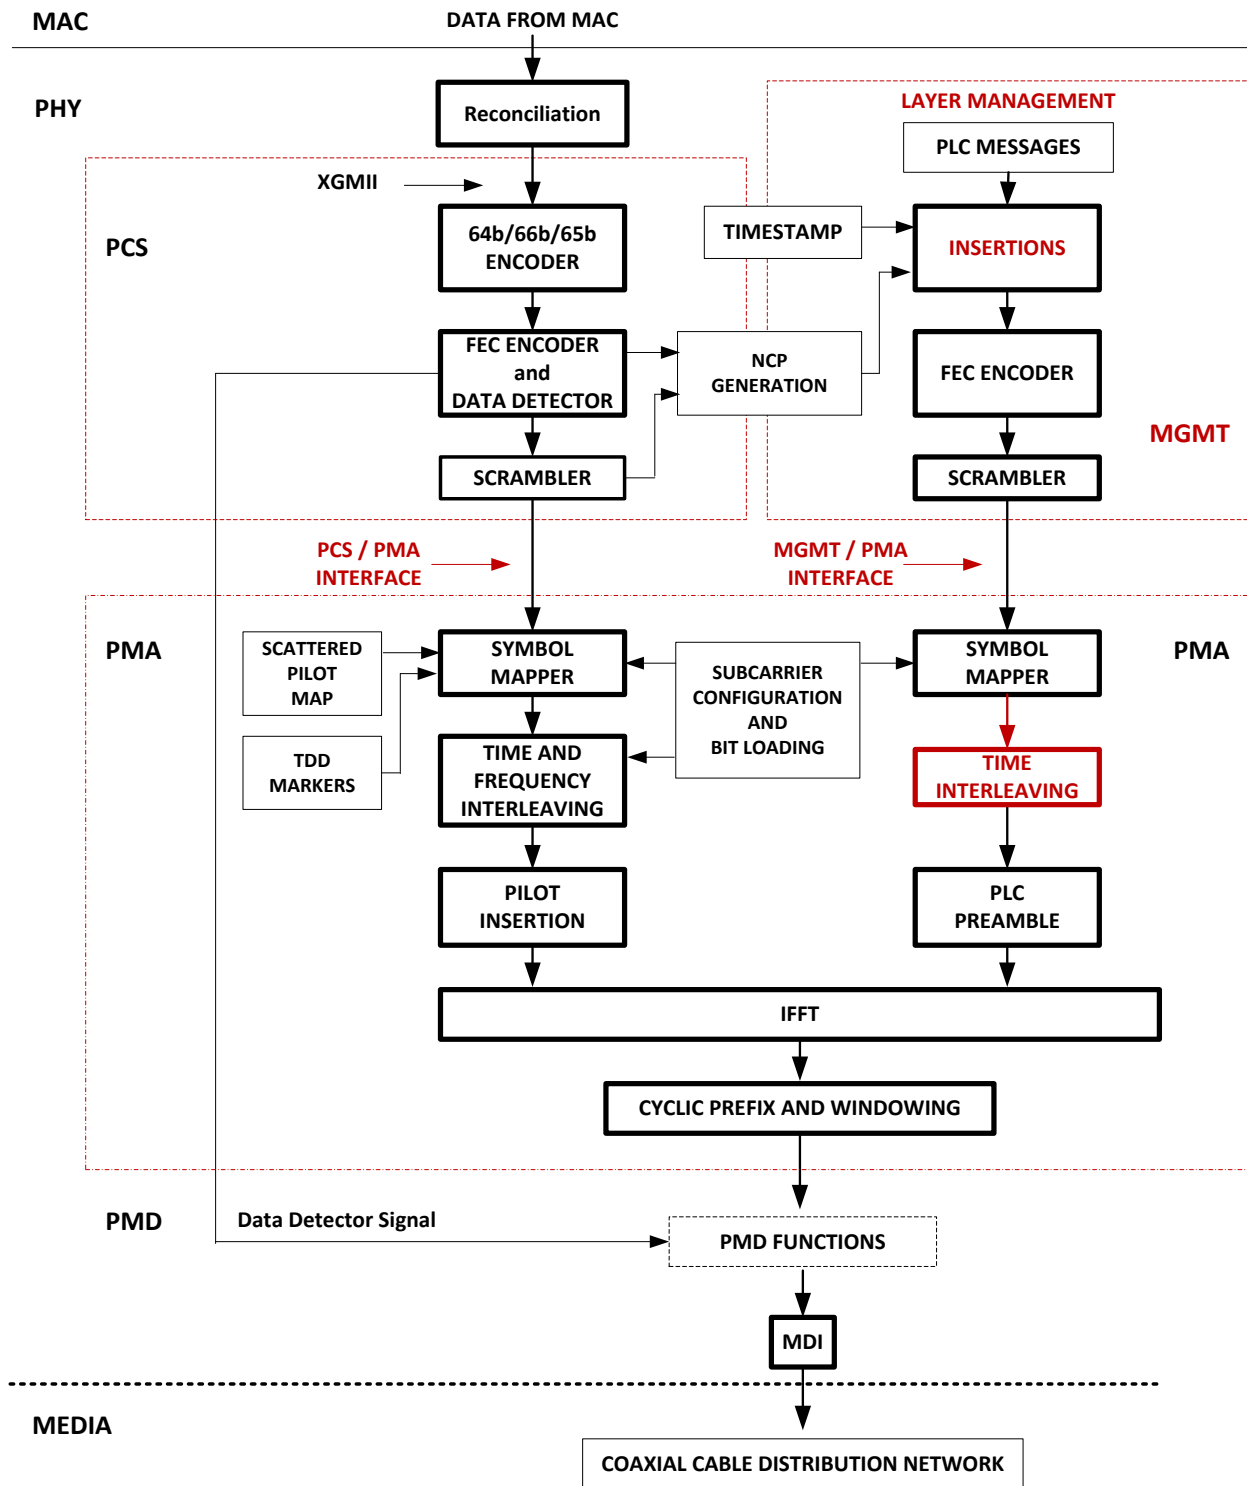 MAC
DATA FROM MAC
PHY
Reconciliation
LAYER MANAGEMENT
PLC MESSAGES
XGMII
PCS
64b/66b/65b
ENCODER
TIMESTAMP
INSERTIONS
FEC ENCODER
and
DATA DETECTOR
NCP
GENERATION
FEC ENCODER
MGMT
SCRAMBLER
SCRAMBLER
PCS / PMA
INTERFACE
MGMT / PMA
INTERFACE
PMA
SCATTERED
PILOT
MAP
SYMBOL
MAPPER
SUBCARRIER
CONFIGURATION
AND
BIT LOADING
SYMBOL
MAPPER
PMA
TDD
MARKERS
TIME AND
FREQUENCY
INTERLEAVING
TIME
INTERLEAVING
PILOT
INSERTION
PLC
PREAMBLE
IFFT
CYCLIC PREFIX AND WINDOWING
PMD
Data Detector Signal
PMD FUNCTIONS
MDI
MEDIA
COAXIAL CABLE DISTRIBUTION NETWORK